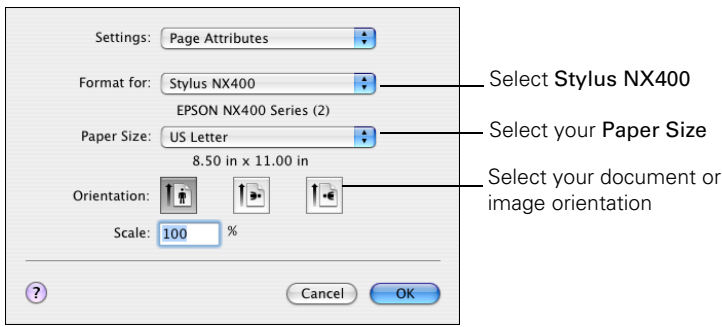 Settings: Page Attributes
Format for: Stylus NX400
EPSON NX400 Series (2)
Paper Size: US Letter
8.50 in x 11.00 in
Orientation:
Scale: 100 %
? Cancel OK
Select Stylus NX400
Select your Paper Size
Select your document or
image orientation